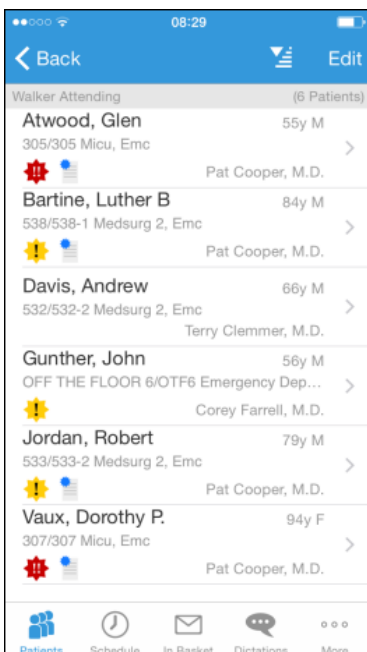 08:29
Back Edit
Walker Attending (6 Patients)
Atwood, Glen 55y M
305/305 Micu, Emc
!! Pat Cooper, M.D.
Bartine, Luther B 84y M
538/538-1 Medsurg 2, Emc
! Pat Cooper, M.D.
Davis, Andrew 66y M
532/532-2 Medsurg 2, Emc
Terry Clemmer, M.D.
Gunther, John 56y M
OFF THE FLOOR 6/OTF6 Emergency Dep...
! Corey Farrell, M.D.
Jordan, Robert 79y M
533/533-2 Medsurg 2, Emc
! Pat Cooper, M.D.
Vaux, Dorothy P. 94y F
307/307 Micu, Emc
!! Pat Cooper, M.D.
Patients Schedule In Basket Dictations More